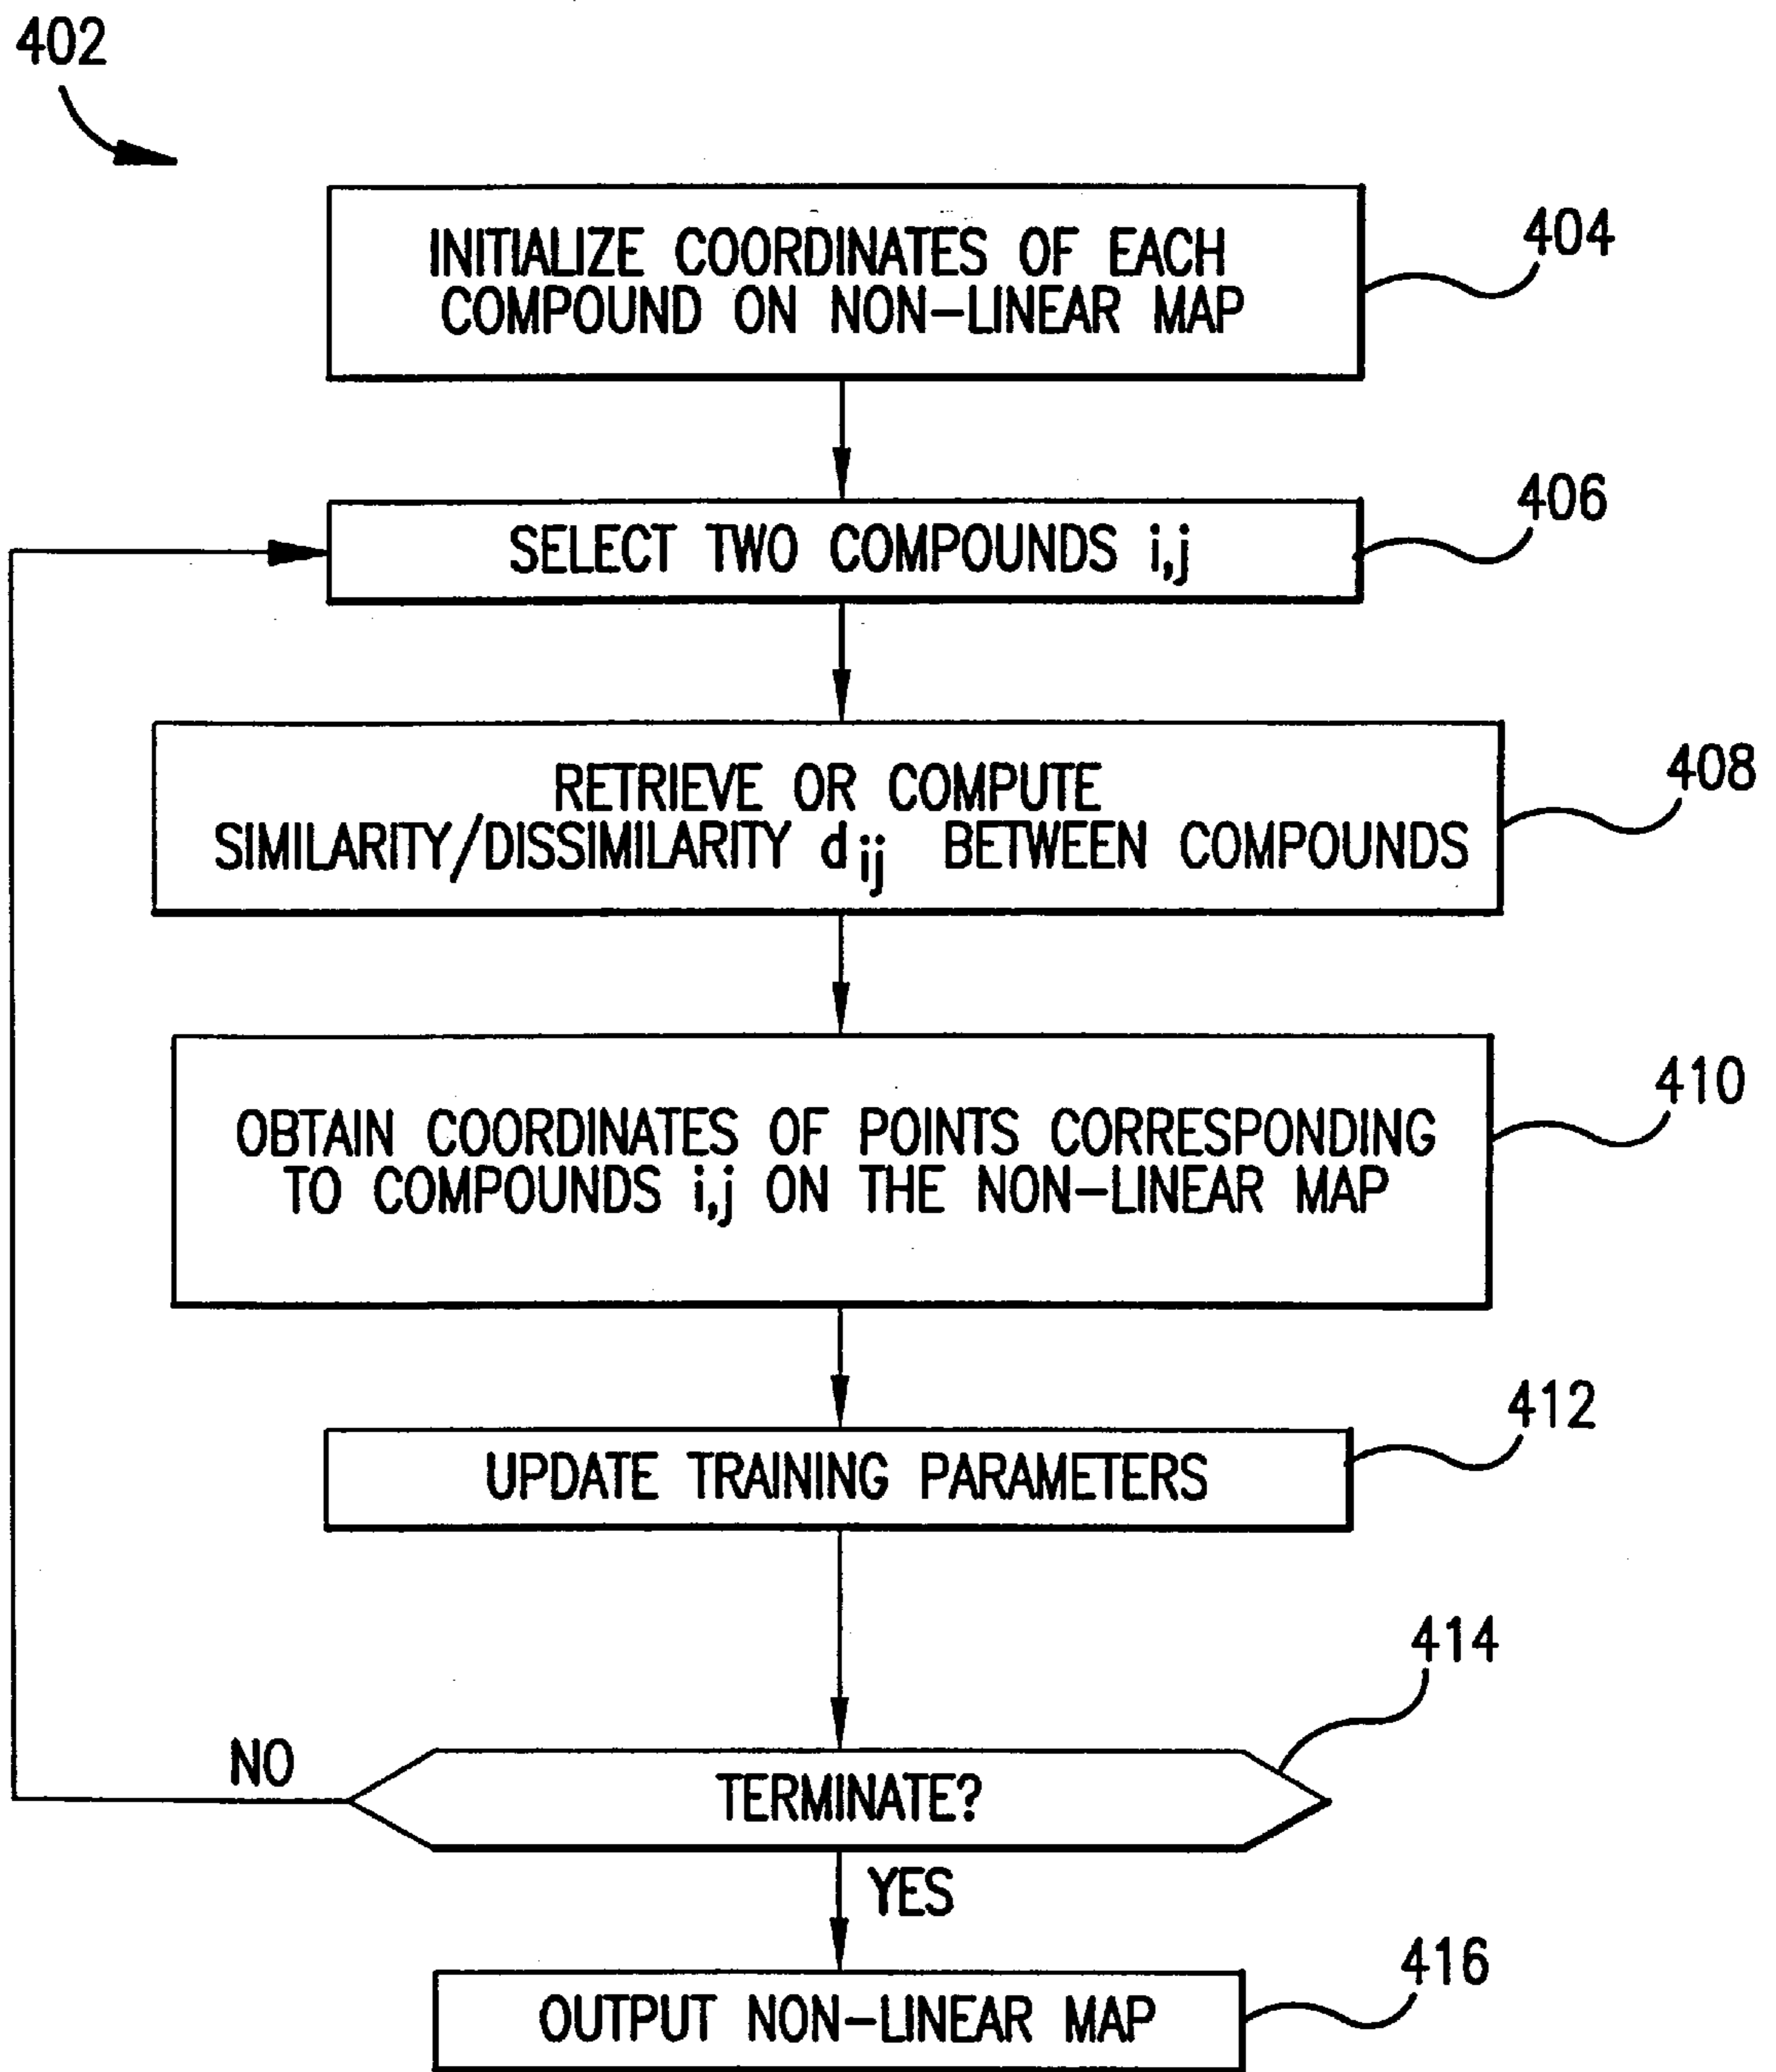 402
INITIALIZE COORDINATES OF EACH
COMPOUND ON NON-LINEAR MAP
404
SELECT TWO COMPOUNDS i,j
406
RETRIEVE OR COMPUTE
SIMILARITY/DISSIMILARITY dij BETWEEN COMPOUNDS
408
OBTAIN COORDINATES OF POINTS CORRESPONDING
TO COMPOUNDS i,j ON THE NON-LINEAR MAP
410
UPDATE TRAINING PARAMETERS
412
TERMINATE?
414
NO
YES
OUTPUT NON-LINEAR MAP
416